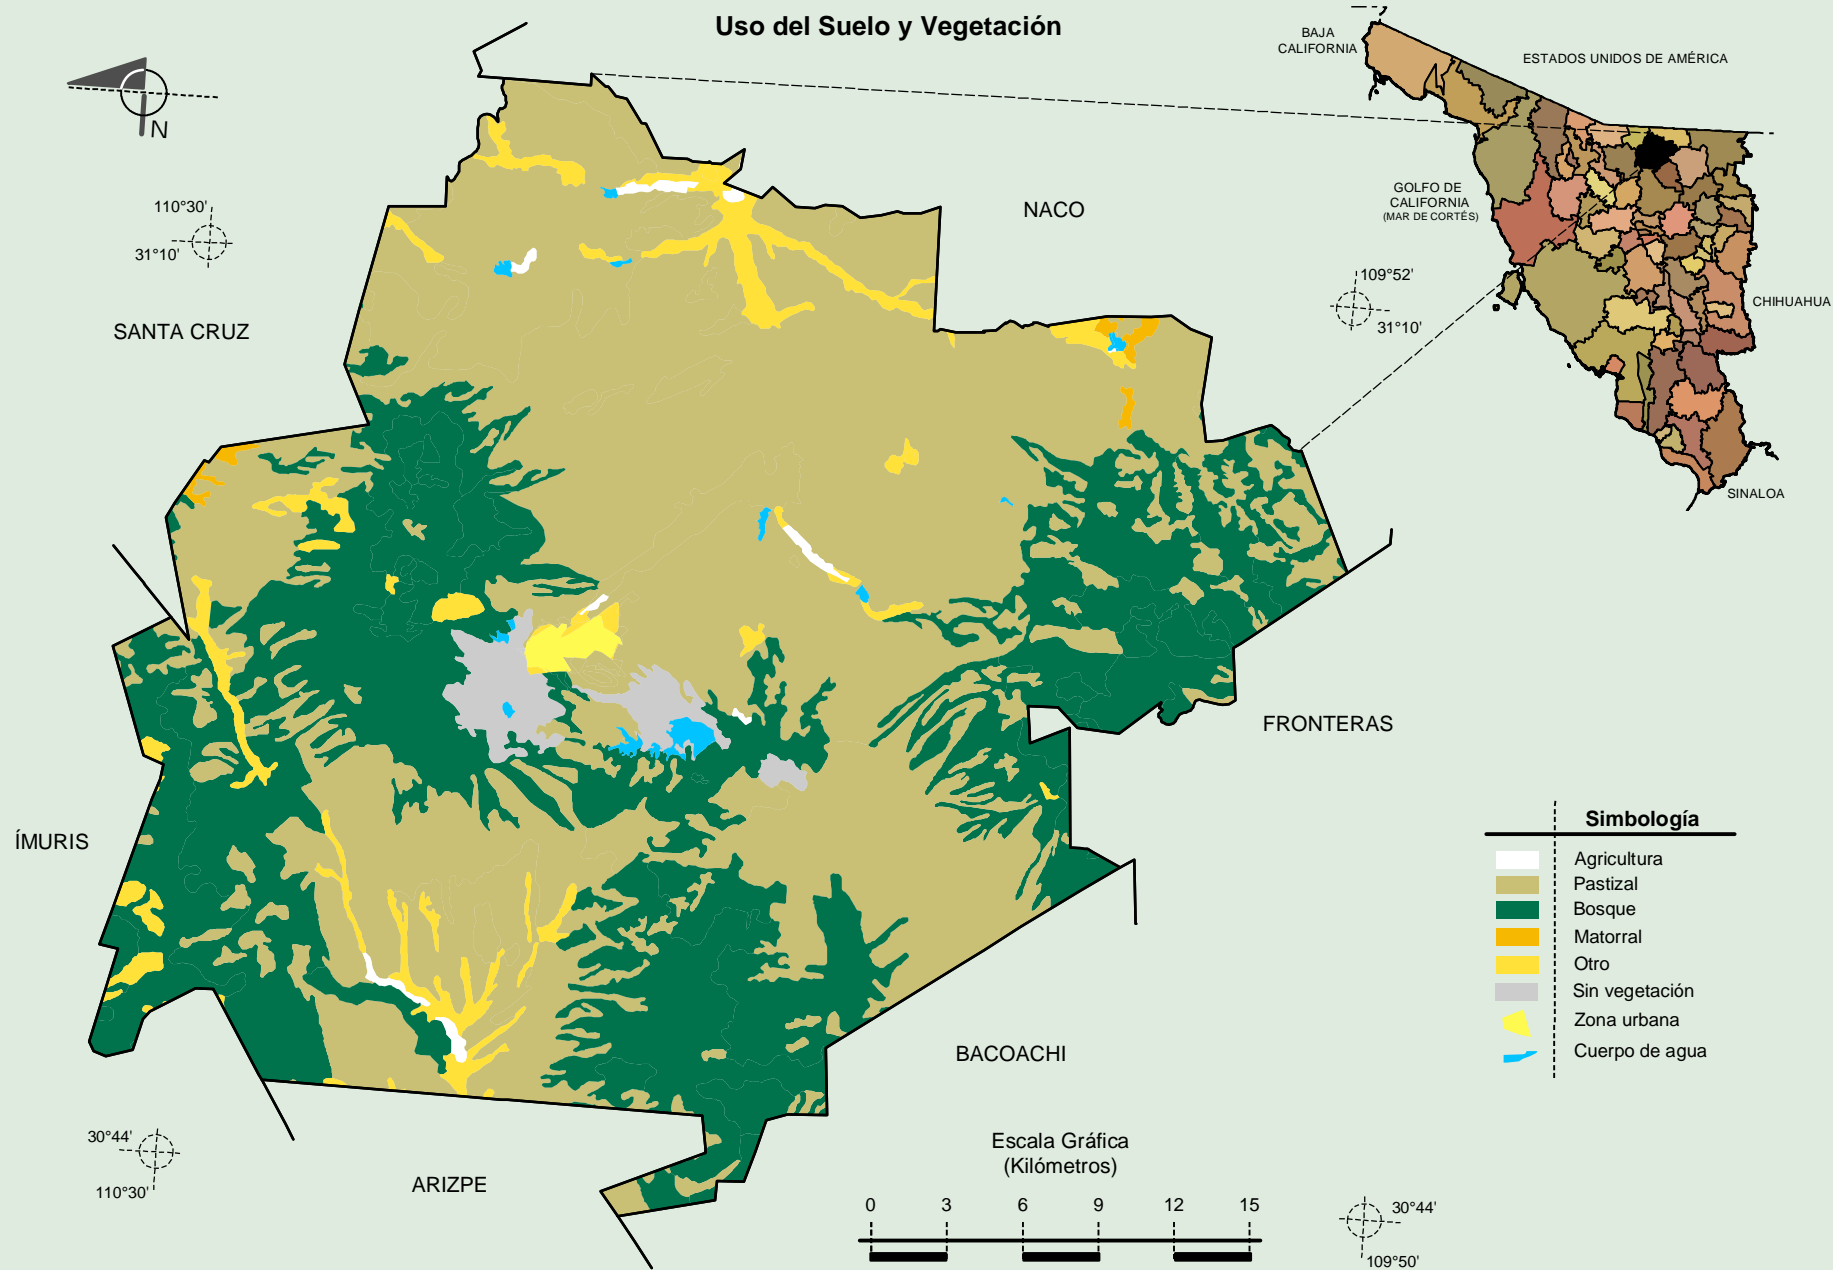 Uso del Suelo y Vegetación
N
110°30'
31°10'
SANTA CRUZ
NACO
109°52'
31°10'
BAJA
CALIFORNIA
ESTADOS UNIDOS DE AMÉRICA
GOLFO DE
CALIFORNIA
(MAR DE CORTÉS)
CHIHUAHUA
SINALOA
FRONTERAS
ÍMURIS
BACOACHI
ARIZPE
30°44'
110°30'
Simbología
Agricultura
Pastizal
Bosque
Matorral
Otro
Sin vegetación
Zona urbana
Cuerpo de agua
Escala Gráfica
(Kilómetros)
0 3 6 9 12 15
30°44'
109°50'